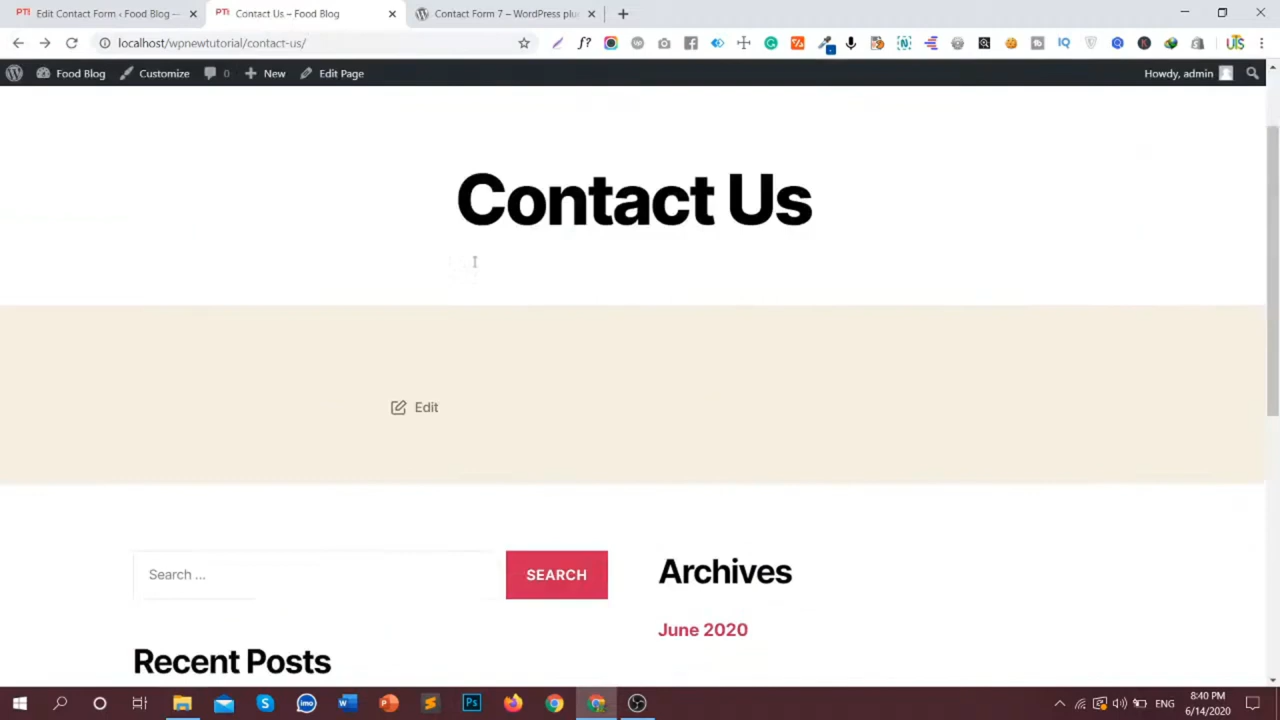 Edit Contact Form ‹ Food Blog —
Contact Us – Food Blog
Contact Form 7 – WordPress plu
localhost/wpnewtutorial/contact-us/
Food Blog
Customize
0
New
Edit Page
Howdy, admin
Contact Us
Edit
Search ...
SEARCH
Archives
June 2020
Recent Posts
ENG
8:40 PM
6/14/2020